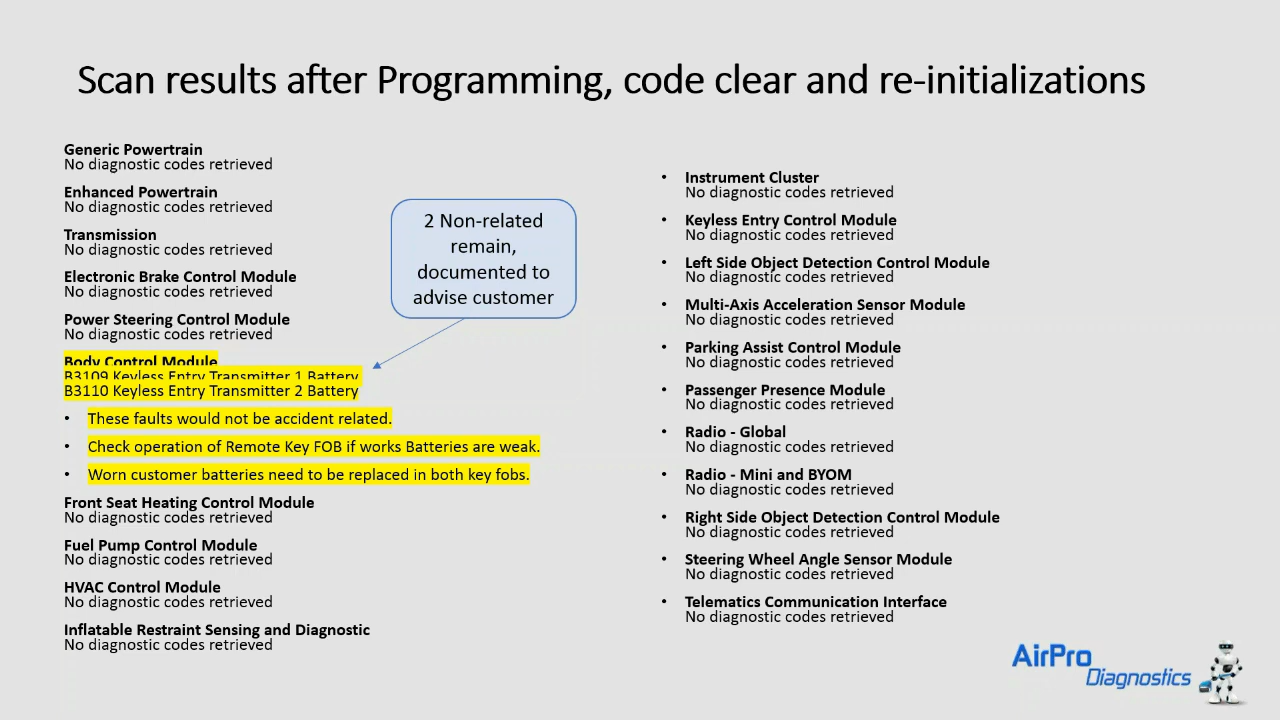 Scan results after Programming, code clear and re-initializations
Generic Powertrain
No diagnostic codes retrieved
Enhanced Powertrain
No diagnostic codes retrieved
Transmission
No diagnostic codes retrieved
Electronic Brake Control Module
No diagnostic codes retrieved
Power Steering Control Module
No diagnostic codes retrieved
Body Control Module
B3109 Keyless Entry Transmitter 1 Battery
B3110 Keyless Entry Transmitter 2 Battery
• These faults would not be accident related.
• Check operation of Remote Key FOB if works Batteries are weak.
• Worn customer batteries need to be replaced in both key fobs.
Front Seat Heating Control Module
No diagnostic codes retrieved
Fuel Pump Control Module
No diagnostic codes retrieved
HVAC Control Module
No diagnostic codes retrieved
Inflatable Restraint Sensing and Diagnostic
No diagnostic codes retrieved
2 Non-related
remain,
documented to
advise customer
• Instrument Cluster
No diagnostic codes retrieved
• Keyless Entry Control Module
No diagnostic codes retrieved
• Left Side Object Detection Control Module
No diagnostic codes retrieved
• Multi-Axis Acceleration Sensor Module
No diagnostic codes retrieved
• Parking Assist Control Module
No diagnostic codes retrieved
• Passenger Presence Module
No diagnostic codes retrieved
• Radio - Global
No diagnostic codes retrieved
• Radio - Mini and BYOM
No diagnostic codes retrieved
• Right Side Object Detection Control Module
No diagnostic codes retrieved
• Steering Wheel Angle Sensor Module
No diagnostic codes retrieved
• Telematics Communication Interface
No diagnostic codes retrieved
AirPro
Diagnostics